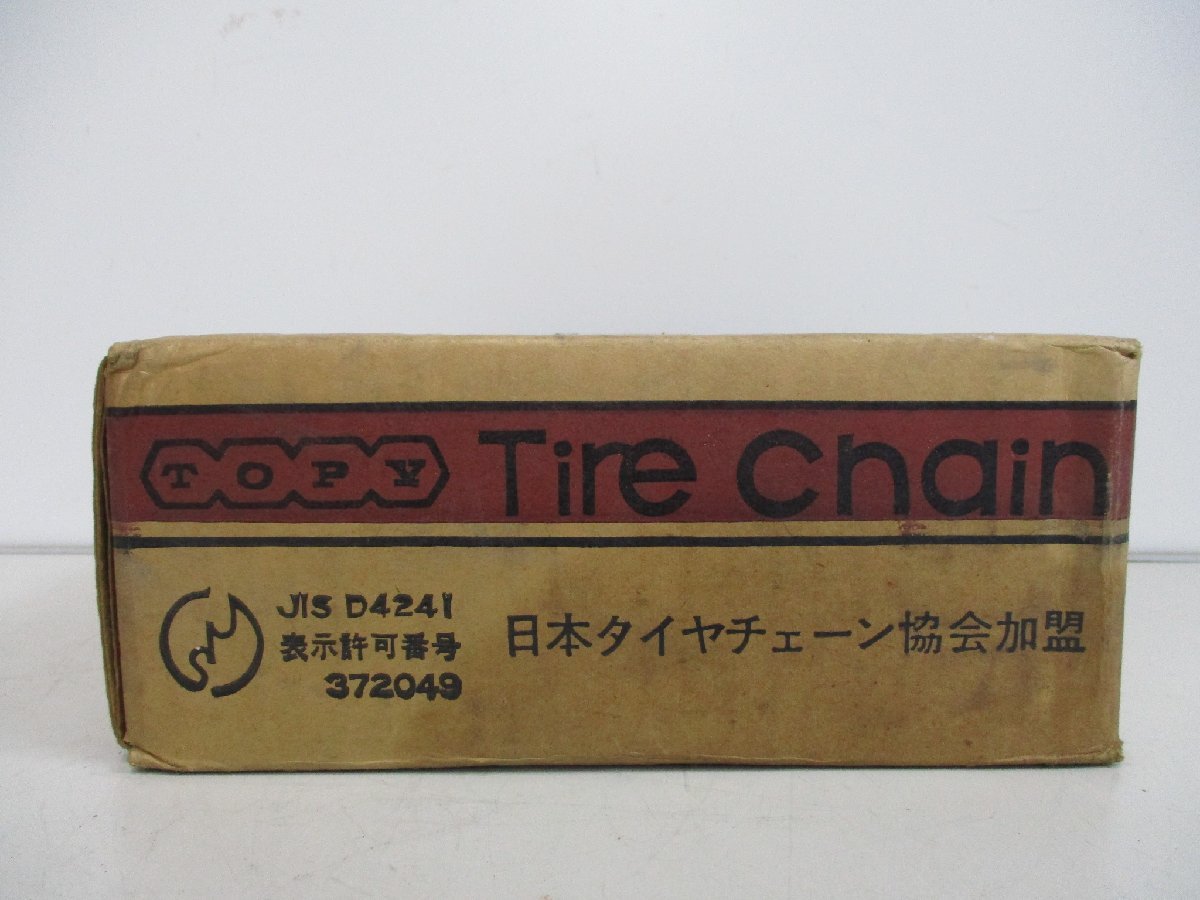 TOPY Tire Chain
JIS D4241
表示許可番号
372049
日本タイヤチェーン協会加盟